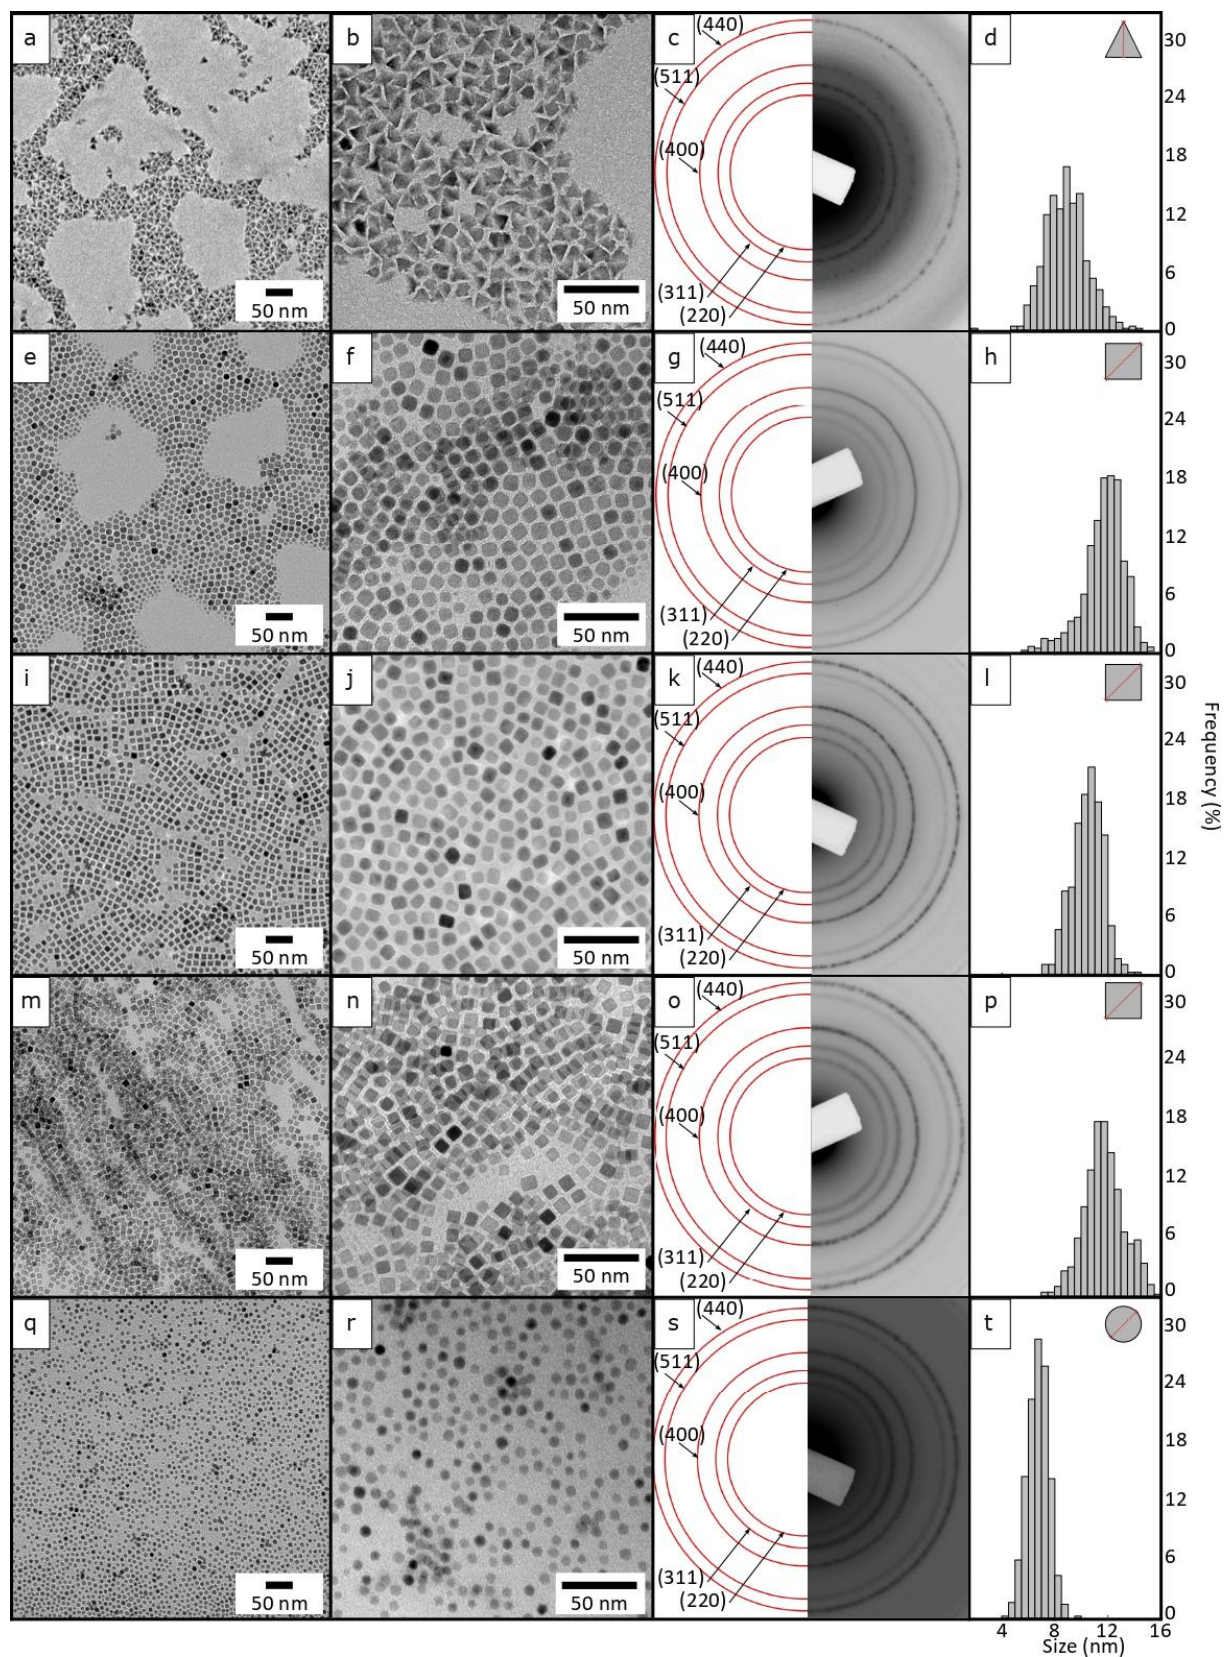 a
b
c
d
(440)
(511)
(400)
(311)
(220)
50 nm
50 nm
30
24
18
12
6
0
e
f
g
h
(440)
(511)
(400)
(311)
(220)
50 nm
50 nm
30
24
18
12
6
0
i
j
k
l
(440)
(511)
(400)
(311)
(220)
50 nm
50 nm
30
24
18
12
6
0
Frequency (%)
m
n
o
p
(440)
(511)
(400)
(311)
(220)
50 nm
50 nm
30
24
18
12
6
0
q
r
s
t
(440)
(511)
(400)
(311)
(220)
50 nm
50 nm
30
24
18
12
6
0
4 8 12 16
Size (nm)